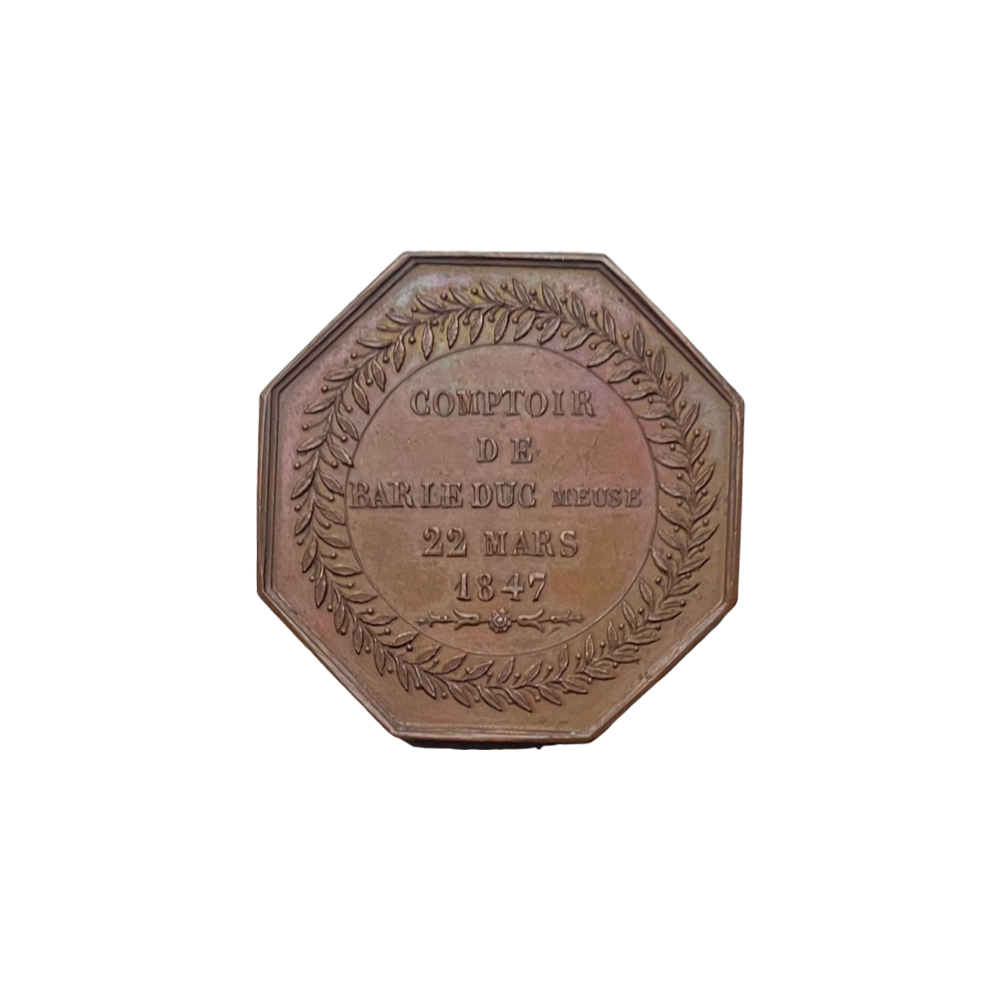 COMPTOIR
DE
BAR LE DUC MEUSE
22 MARS
1847